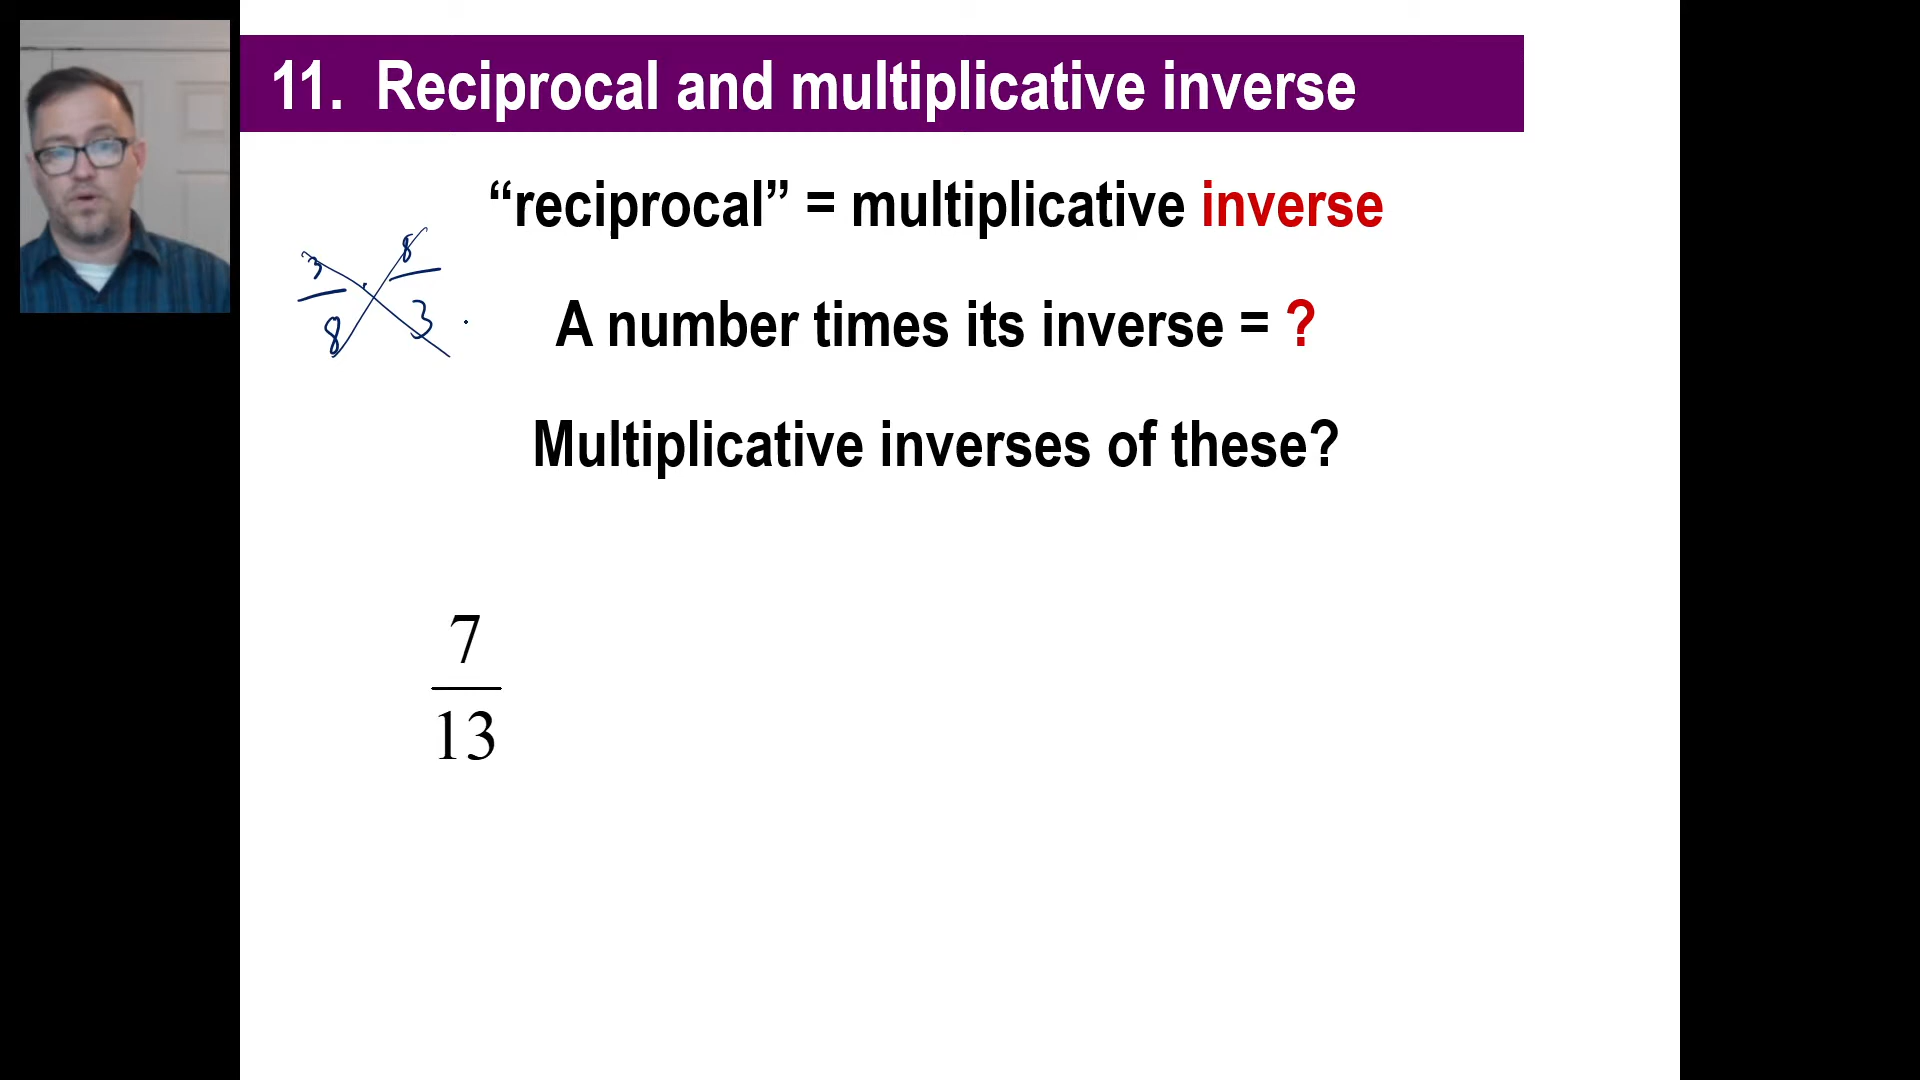 11. Reciprocal and multiplicative inverse
“reciprocal” = multiplicative inverse
3/8 · 8/3
A number times its inverse = ?
Multiplicative inverses of these?
7
13